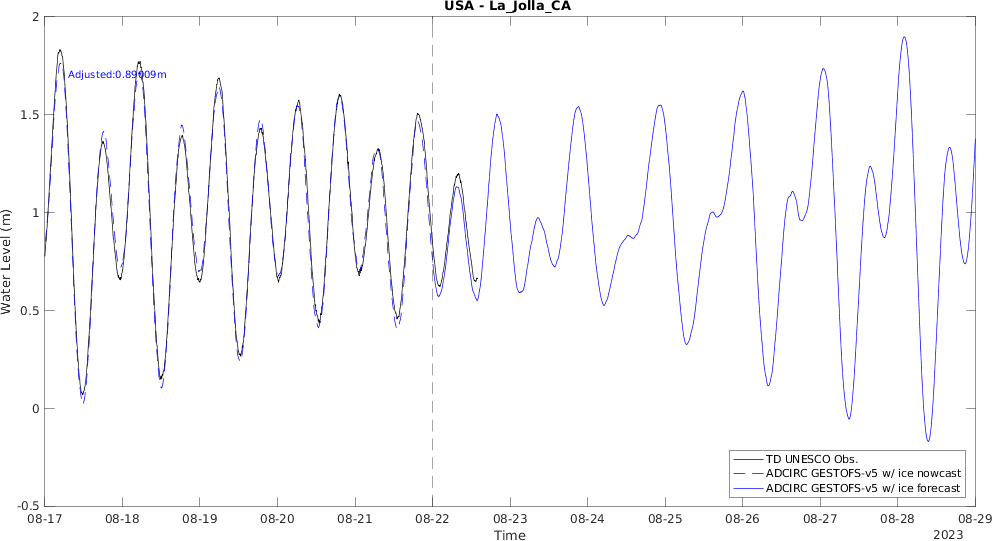 USA - La_Jolla_CA
2
1.5
1
0.5
0
-0.5
Water Level (m)
Adjusted:0.89009m
TD UNESCO Obs.
ADCIRC GESTOFS-v5 w/ ice nowcast
ADCIRC GESTOFS-v5 w/ ice forecast
08-17 08-18 08-19 08-20 08-21 08-22 08-23 08-24 08-25 08-26 08-27 08-28 08-29
Time
2023